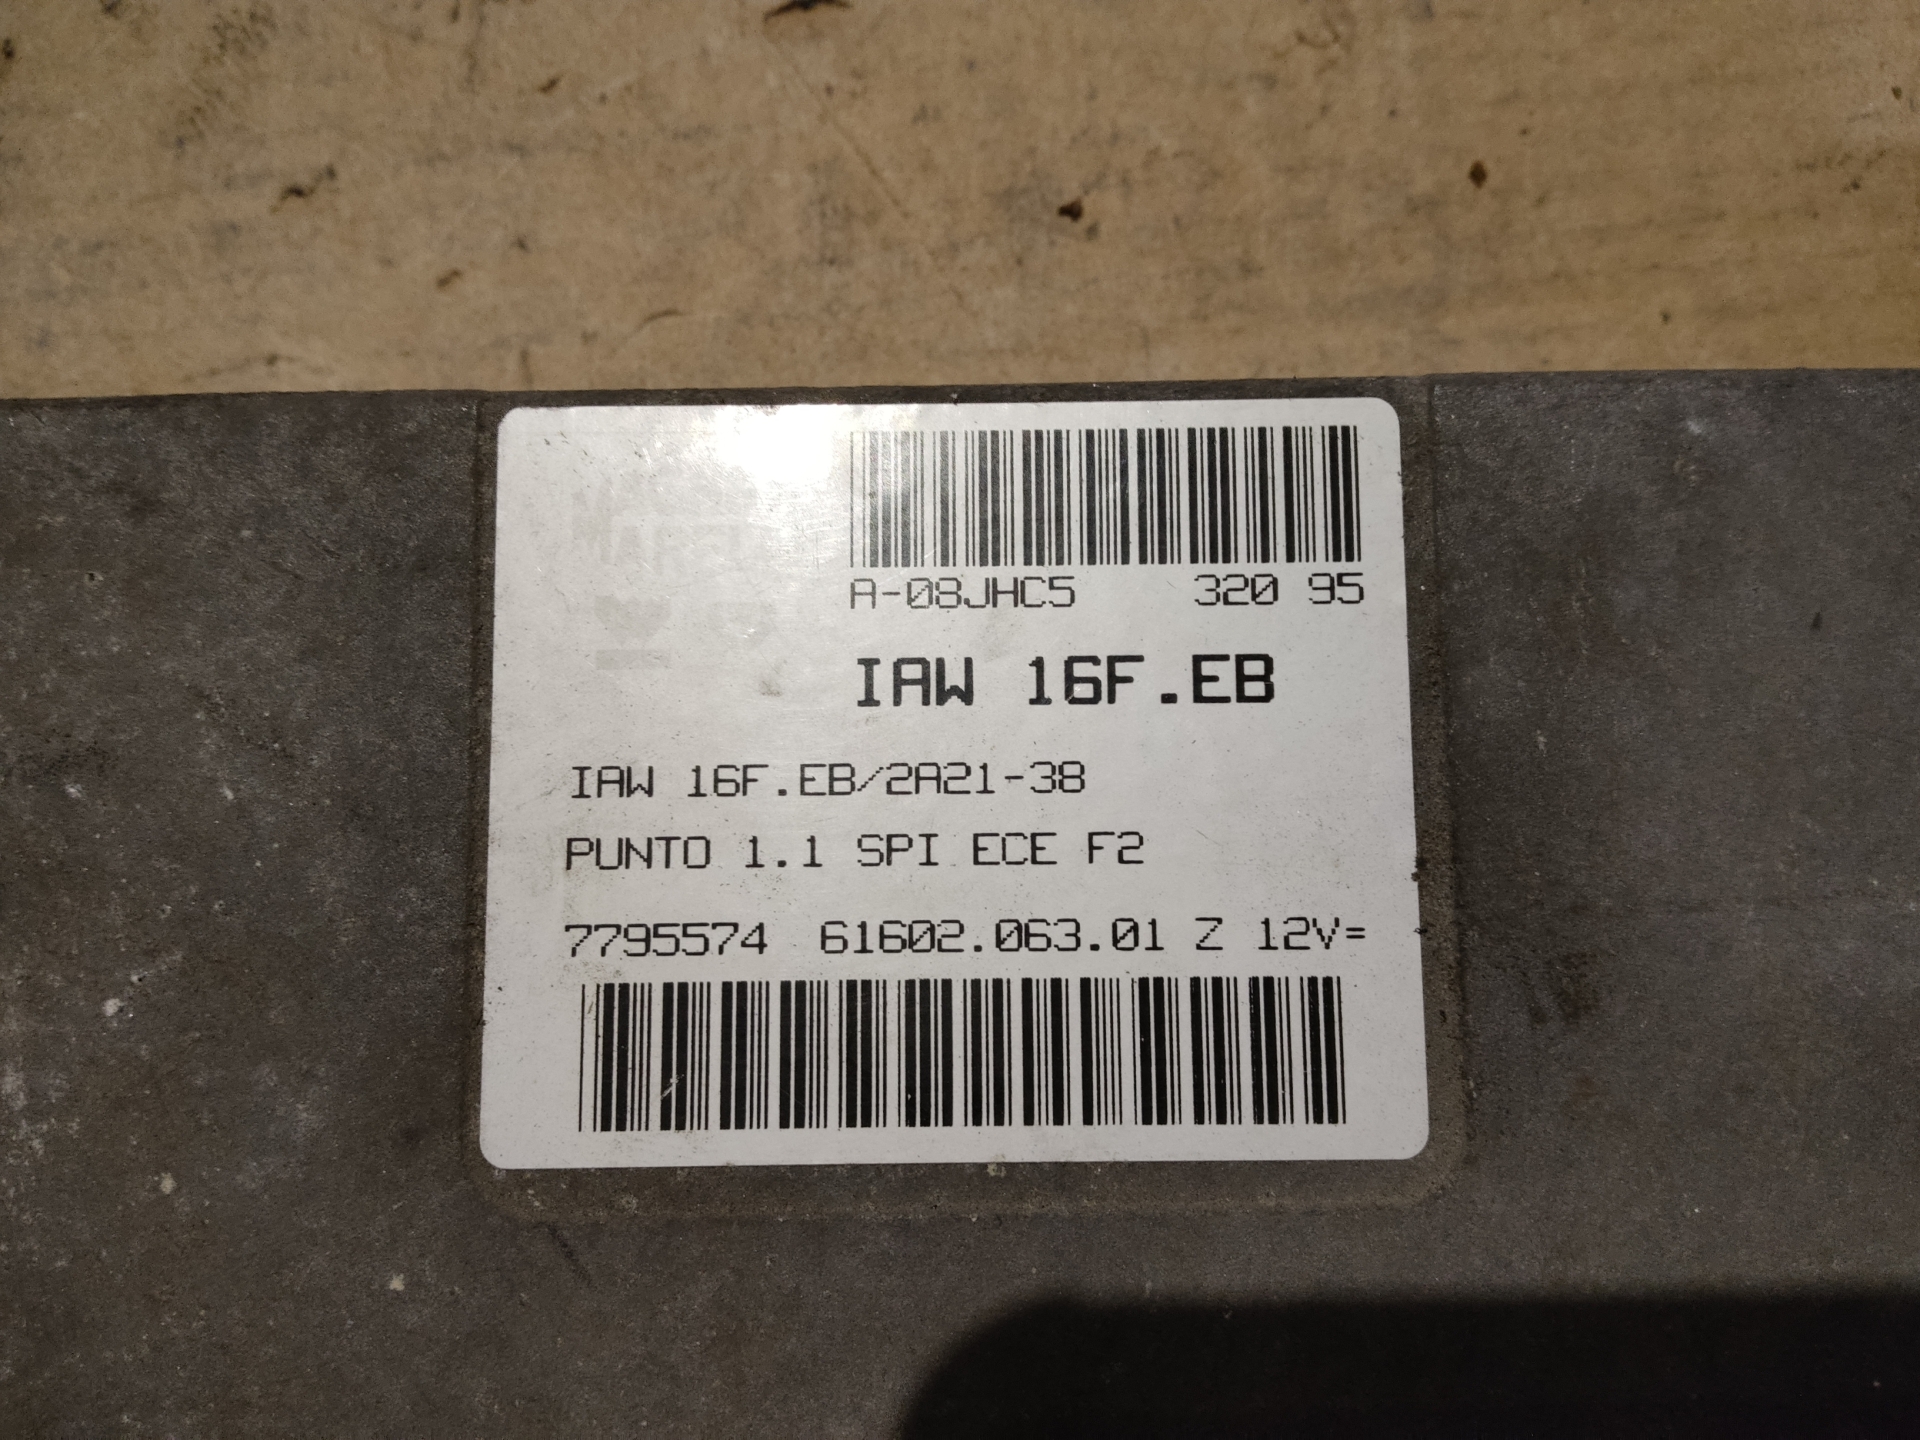 A-08JHC5 320 95
IAW 16F.EB
IAW 16F.EB/2A21-38
PUNTO 1.1 SPI ECE F2
7795574 61602.063.01 Z 12V=